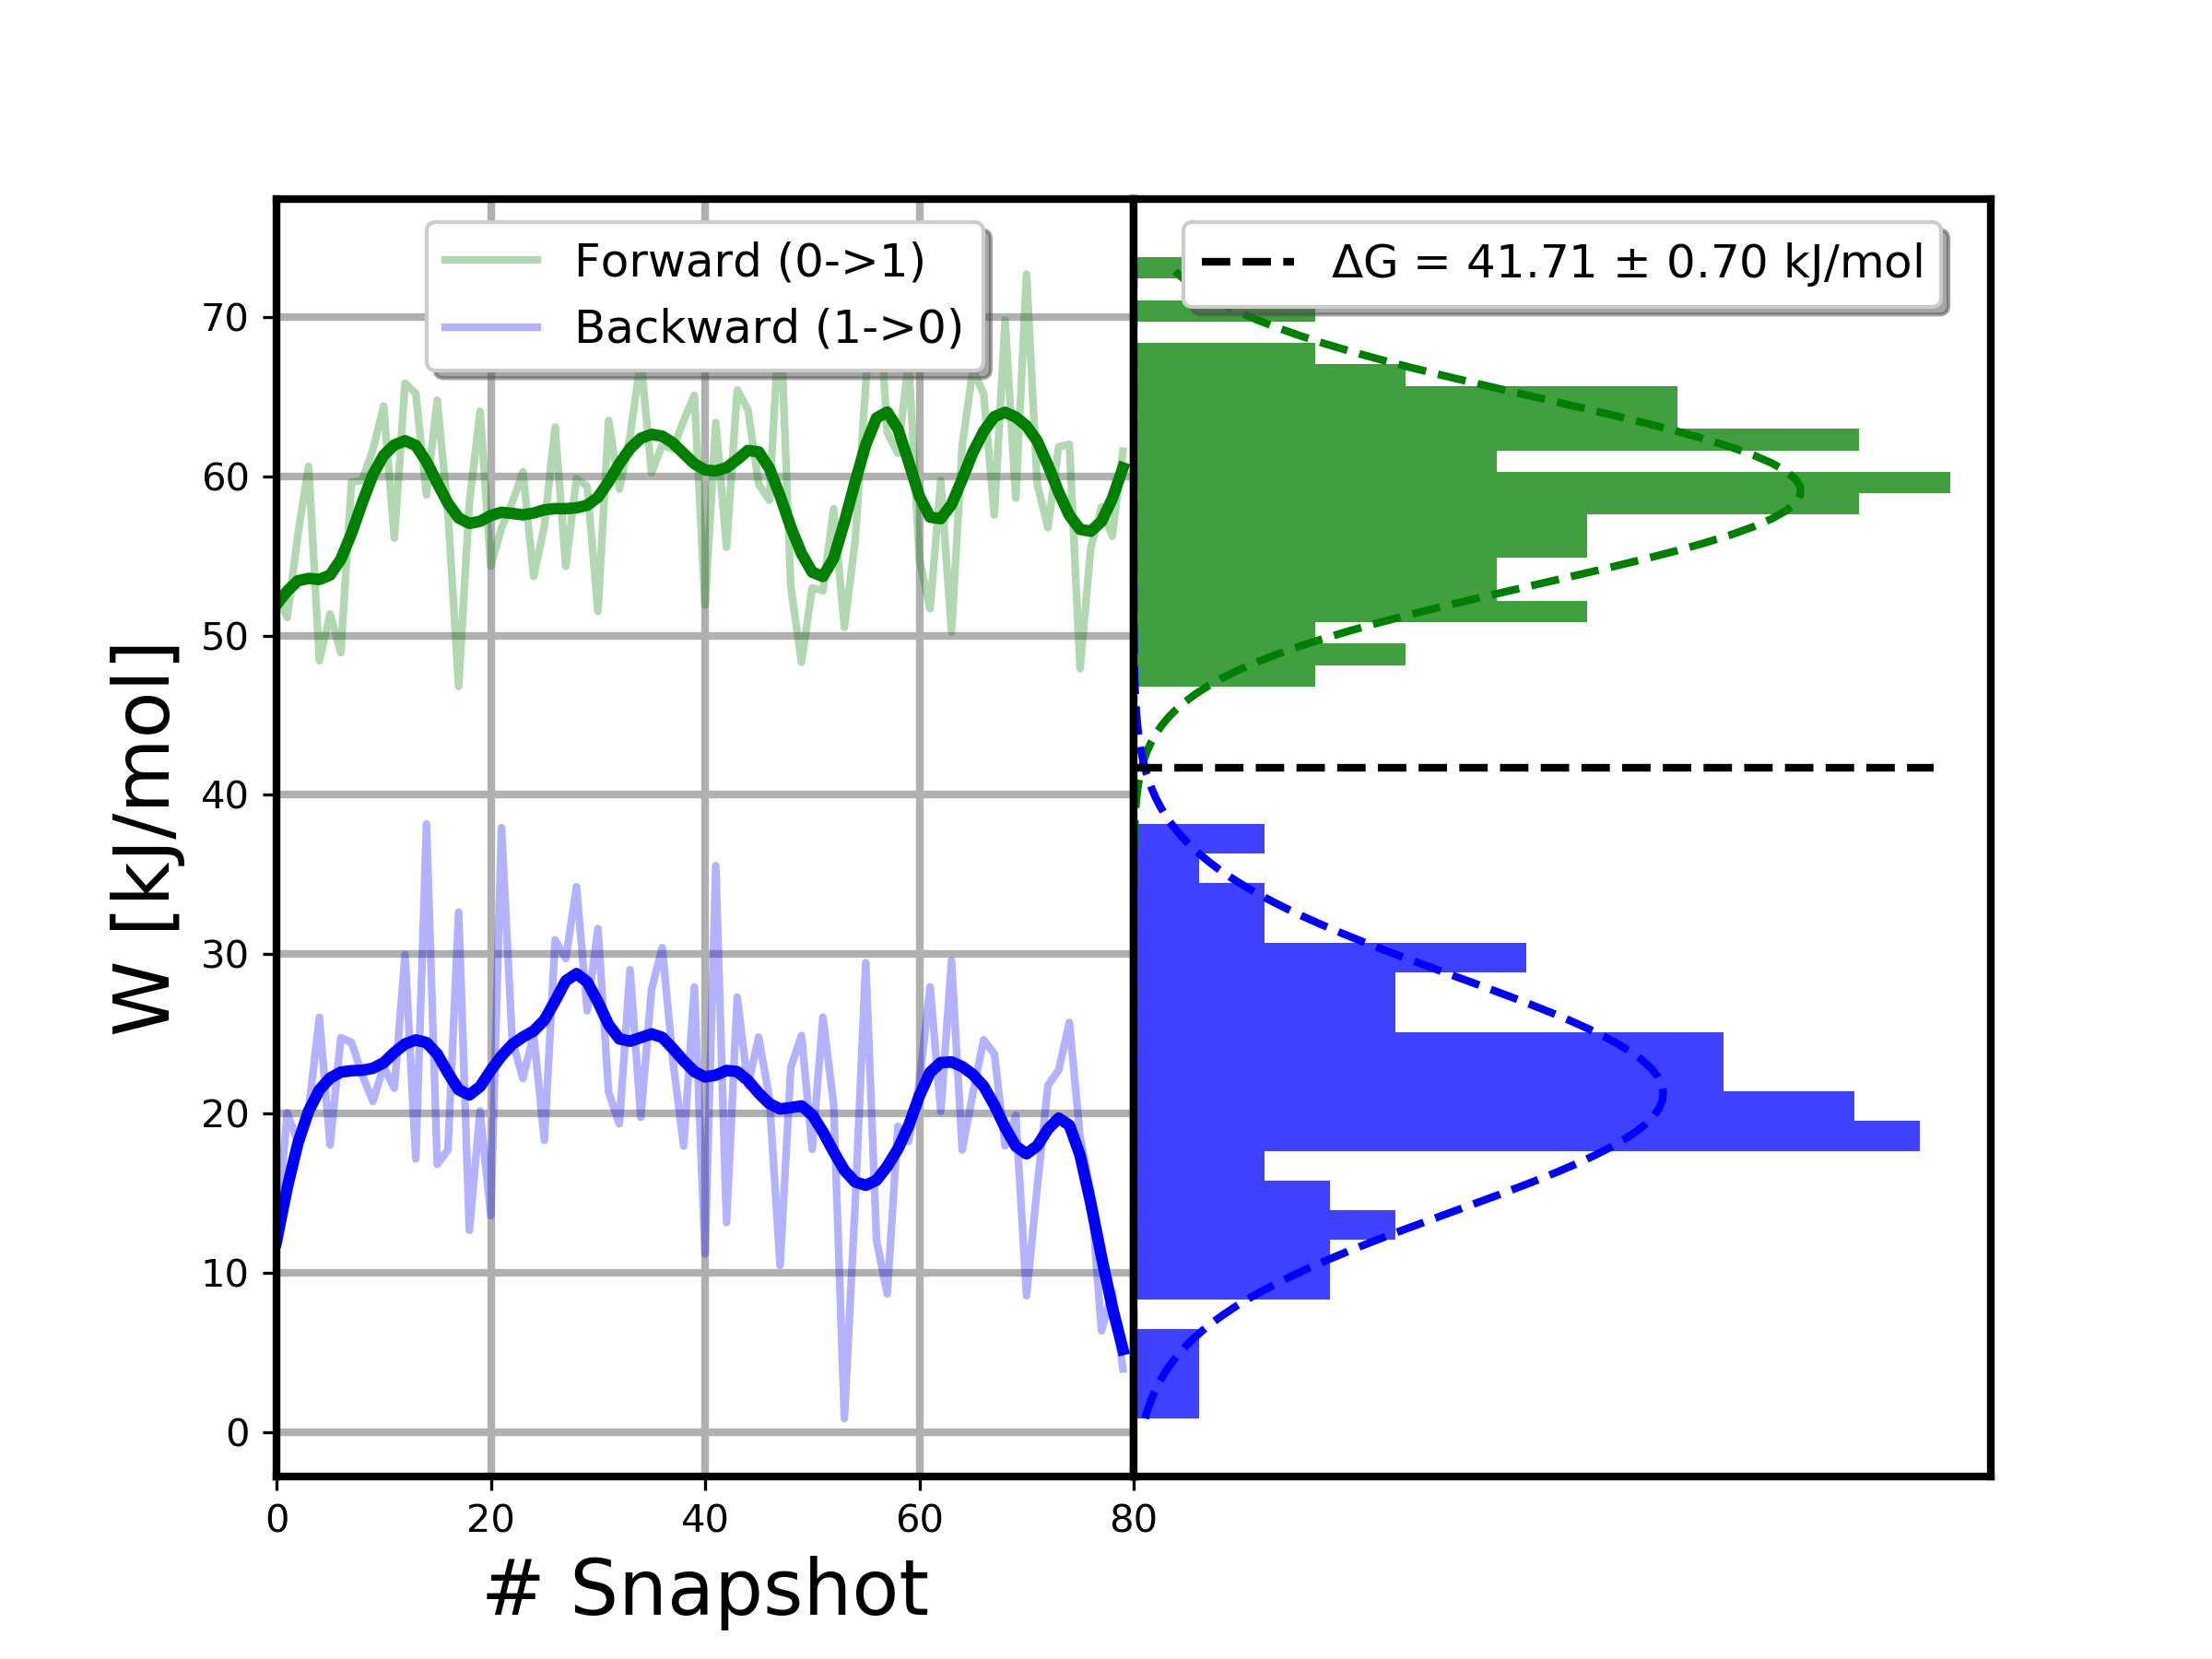 Forward (0->1)
Backward (1->0)
ΔG = 41.71 ± 0.70 kJ/mol
W [kJ/mol]
70
60
50
40
30
20
10
0
0 20 40 60 80
# Snapshot